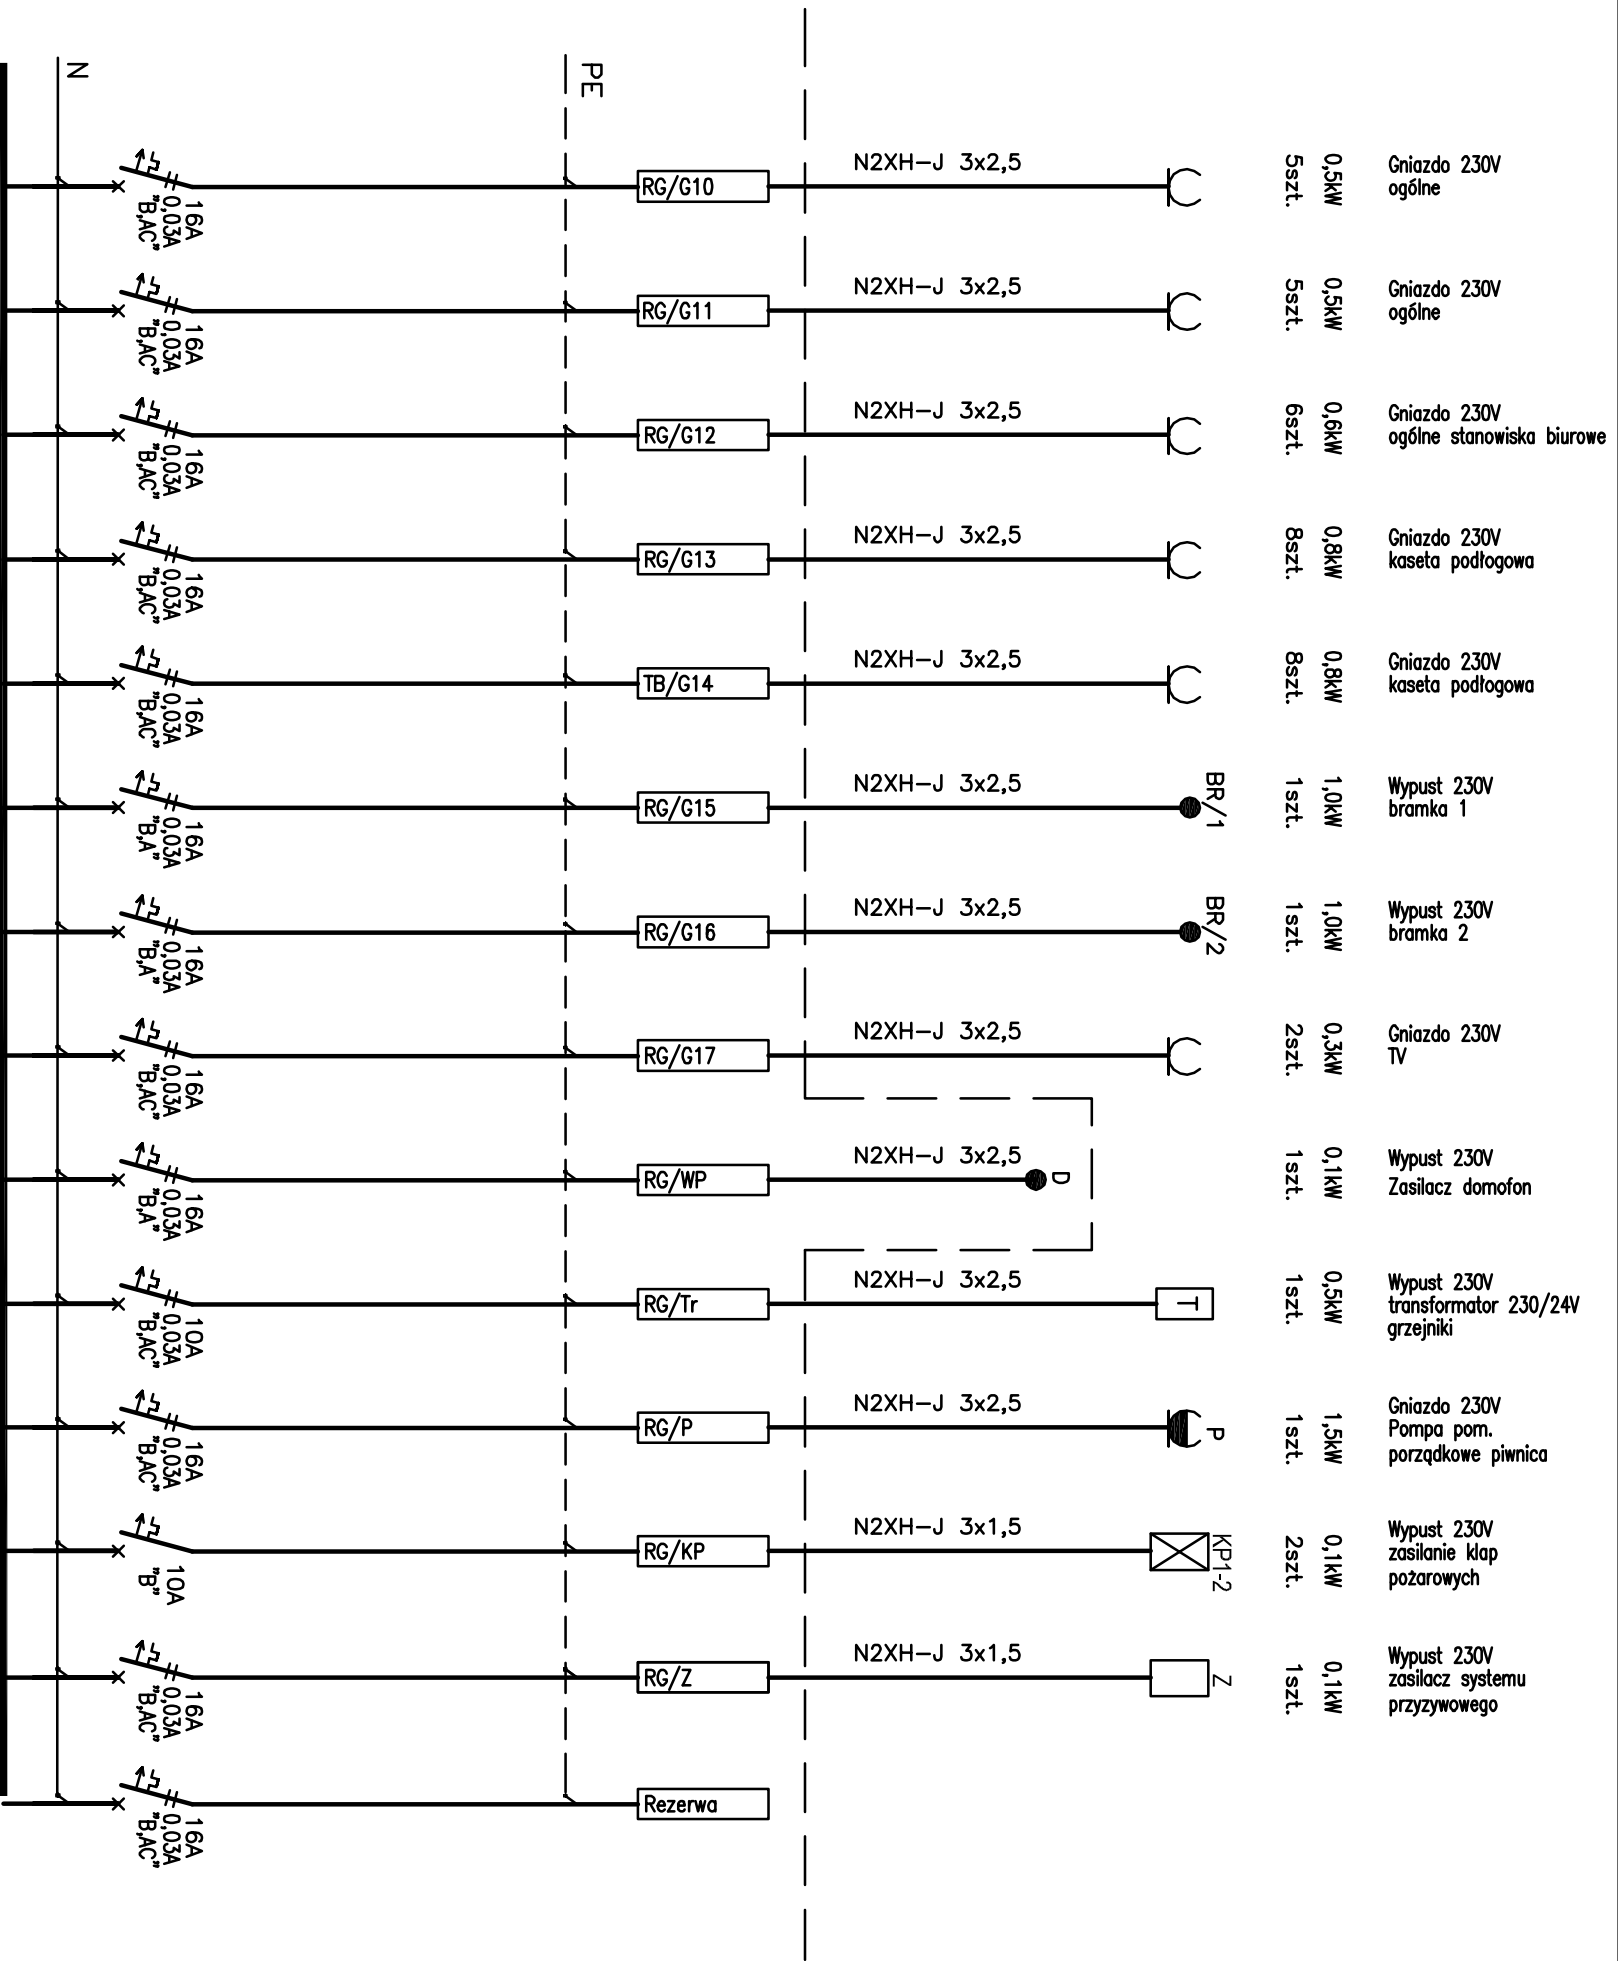 N
PE
16A
0,03A
"B,AC"
RG/G10
N2XH-J 3x2,5
5szt.
0,5kW
Gniazdo 230V
ogólne
16A
0,03A
"B,AC"
RG/G11
N2XH-J 3x2,5
5szt.
0,5kW
Gniazdo 230V
ogólne
16A
0,03A
"B,AC"
RG/G12
N2XH-J 3x2,5
6szt.
0,6kW
Gniazdo 230V
ogólne stanowiska biurowe
16A
0,03A
"B,AC"
RG/G13
N2XH-J 3x2,5
8szt.
0,8kW
Gniazdo 230V
kaseta podłogowa
16A
0,03A
"B,AC"
TB/G14
N2XH-J 3x2,5
8szt.
0,8kW
Gniazdo 230V
kaseta podłogowa
16A
0,03A
"B,A"
RG/G15
N2XH-J 3x2,5
BR/1
1szt.
1,0kW
Wypust 230V
bramka 1
16A
0,03A
"B,A"
RG/G16
N2XH-J 3x2,5
BR/2
1szt.
1,0kW
Wypust 230V
bramka 2
16A
0,03A
"B,AC"
RG/G17
N2XH-J 3x2,5
2szt.
0,3kW
Gniazdo 230V
TV
16A
0,03A
"B,A"
RG/WP
N2XH-J 3x2,5
D
1szt.
0,1kW
Wypust 230V
Zasilacz domofon
10A
0,03A
"B,AC"
RG/Tr
N2XH-J 3x2,5
T
1szt.
0,5kW
Wypust 230V
transformator 230/24V
grzejniki
16A
0,03A
"B,AC"
RG/P
N2XH-J 3x2,5
P
1szt.
1,5kW
Gniazdo 230V
Pompa pom.
porządkowe piwnica
10A
"B"
RG/KP
N2XH-J 3x1,5
KP1-2
2szt.
0,1kW
Wypust 230V
zasilanie klap
pożarowych
16A
0,03A
"B,AC"
RG/Z
N2XH-J 3x1,5
Z
1szt.
0,1kW
Wypust 230V
zasilacz systemu
przyzywowego
16A
0,03A
"B,AC"
Rezerwa